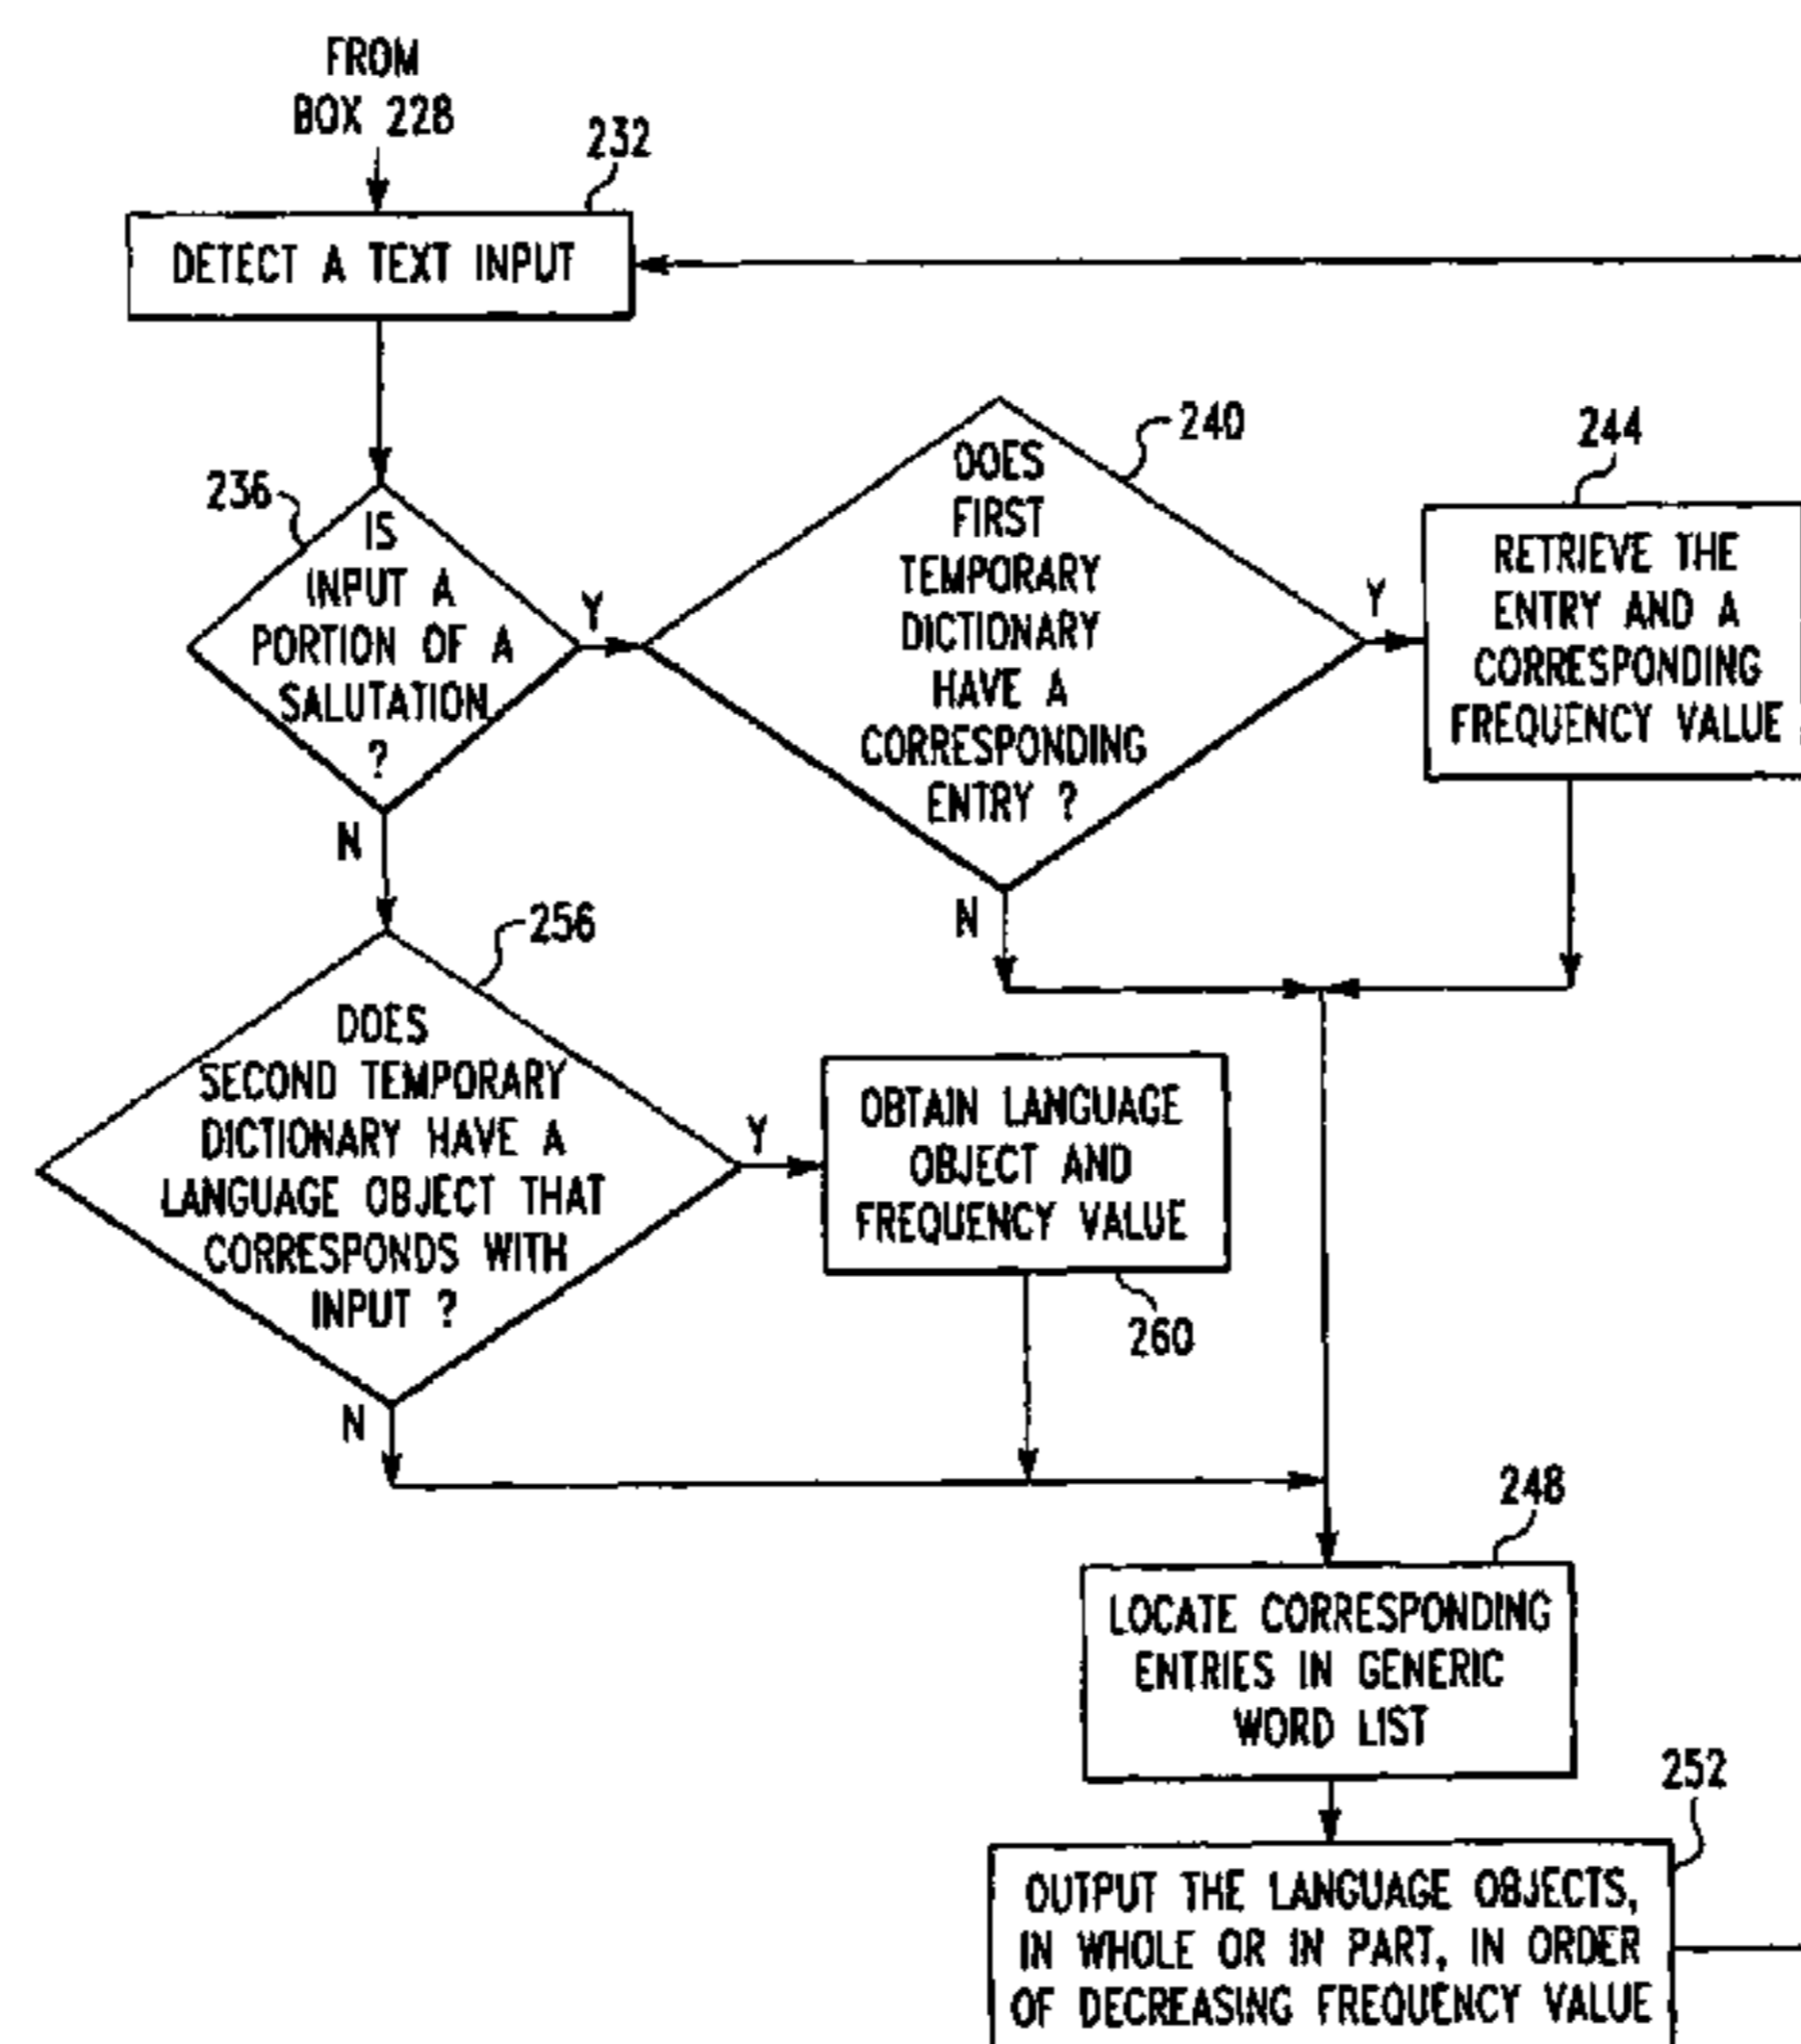 FROM
BOX 228
232
DETECT A TEXT INPUT
236
IS
INPUT A
PORTION OF A
SALUTATION
?
Y
N
240
DOES
FIRST
TEMPORARY
DICTIONARY
HAVE A
CORRESPONDING
ENTRY ?
Y
N
244
RETRIEVE THE
ENTRY AND A
CORRESPONDING
FREQUENCY VALUE
256
DOES
SECOND TEMPORARY
DICTIONARY HAVE A
LANGUAGE OBJECT THAT
CORRESPONDS WITH
INPUT ?
Y
N
OBTAIN LANGUAGE
OBJECT AND
FREQUENCY VALUE
260
248
LOCATE CORRESPONDING
ENTRIES IN GENERIC
WORD LIST
252
OUTPUT THE LANGUAGE OBJECTS,
IN WHOLE OR IN PART, IN ORDER
OF DECREASING FREQUENCY VALUE